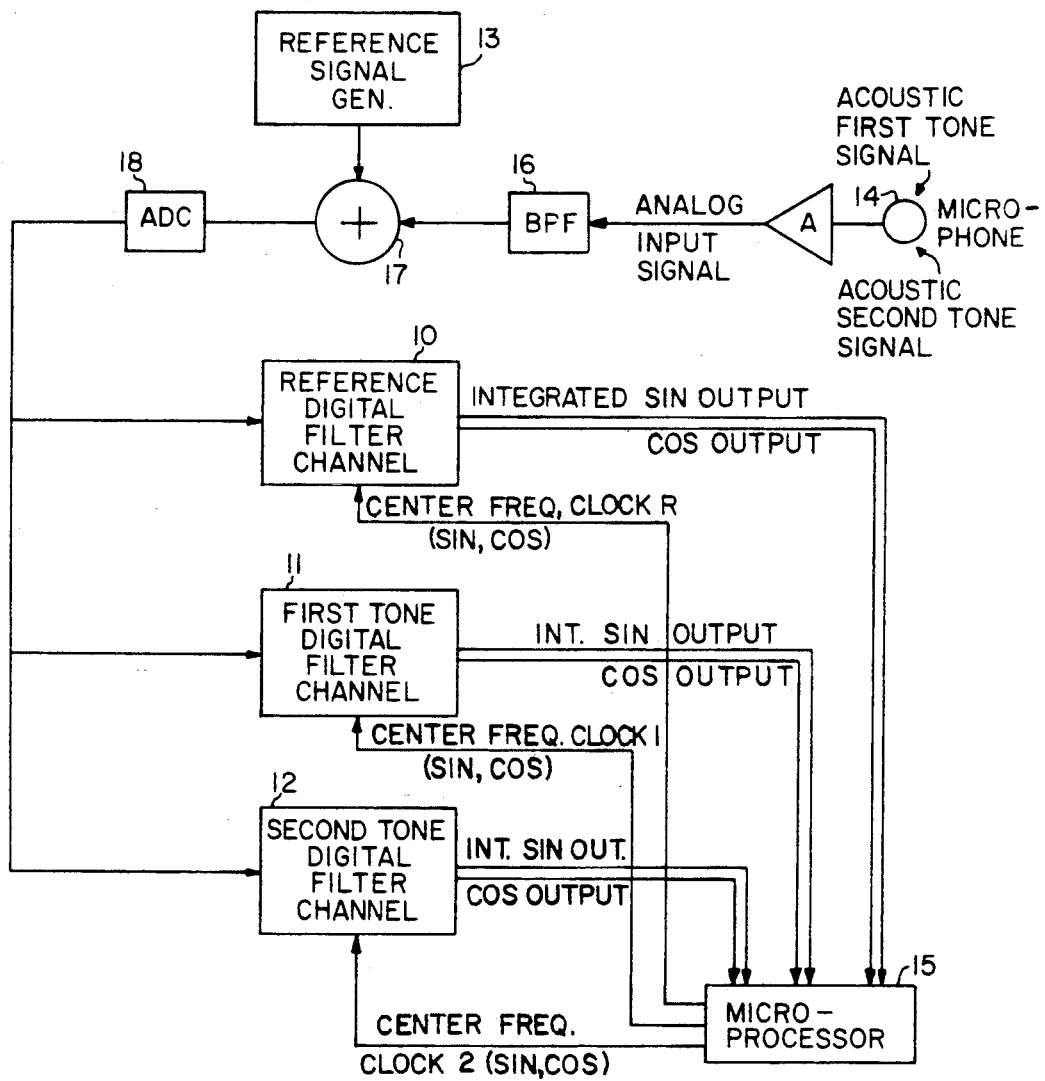 REFERENCE
SIGNAL
GEN.
13
ACOUSTIC
FIRST TONE
SIGNAL
18
ADC
+
17
16
BPF
ANALOG
INPUT
SIGNAL
A
14
MICRO-
PHONE
ACOUSTIC
SECOND TONE
SIGNAL
10
REFERENCE
DIGITAL
FILTER
CHANNEL
INTEGRATED SIN OUTPUT
COS OUTPUT
CENTER FREQ, CLOCK R
(SIN, COS)
11
FIRST TONE
DIGITAL
FILTER
CHANNEL
INT. SIN OUTPUT
COS OUTPUT
CENTER FREQ. CLOCK 1
(SIN, COS)
12
SECOND TONE
DIGITAL
FILTER
CHANNEL
INT. SIN OUT.
COS OUTPUT
CENTER FREQ.
CLOCK 2 (SIN,COS)
15
MICRO-
PROCESSOR